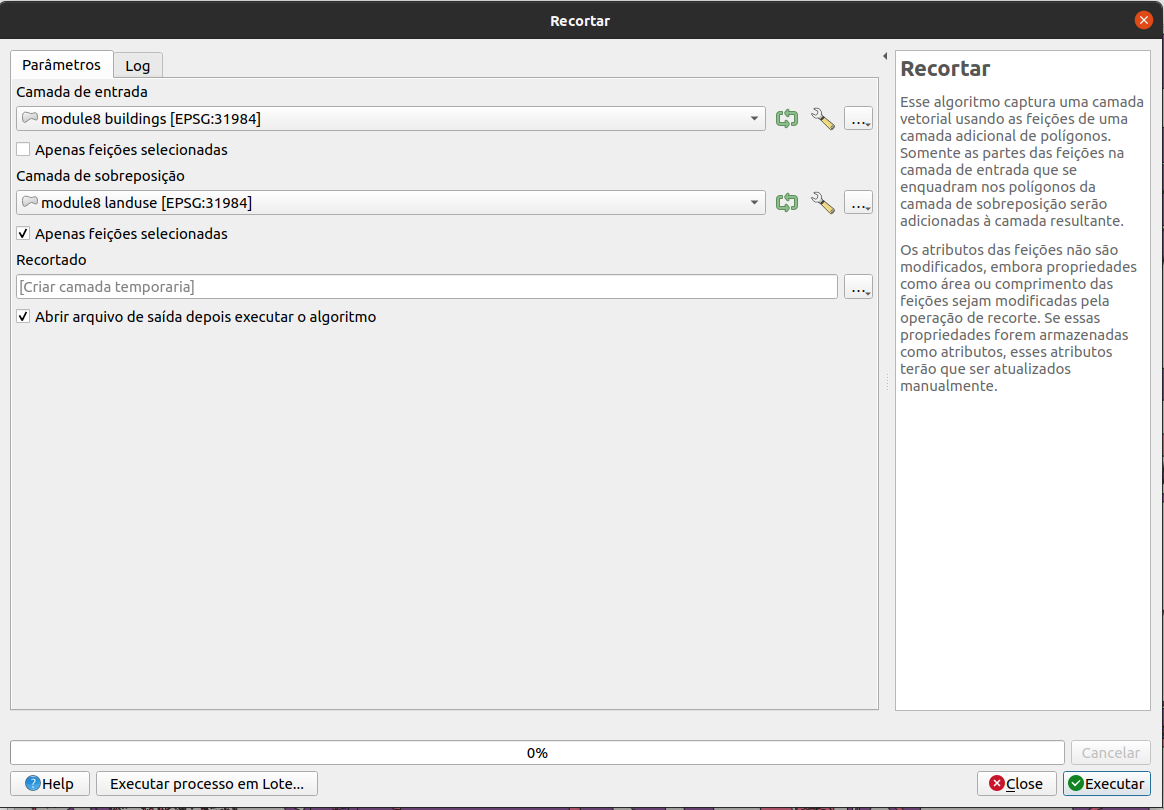 Recortar
Parâmetros
Log
Camada de entrada
module8 buildings [EPSG:31984]
...
Apenas feições selecionadas
Camada de sobreposição
module8 landuse [EPSG:31984]
...
Apenas feições selecionadas
Recortado
[Criar camada temporaria]
...
Abrir arquivo de saída depois executar o algoritmo
Recortar
Esse algoritmo captura uma camada
vetorial usando as feições de uma
camada adicional de polígonos.
Somente as partes das feições na
camada de entrada que se
enquadram nos polígonos da
camada de sobreposição serão
adicionadas à camada resultante.
Os atributos das feições não são
modificados, embora propriedades
como área ou comprimento das
feições sejam modificadas pela
operação de recorte. Se essas
propriedades forem armazenadas
como atributos, esses atributos
terão que ser atualizados
manualmente.
0%
Cancelar
Help
Executar processo em Lote...
Close
Executar